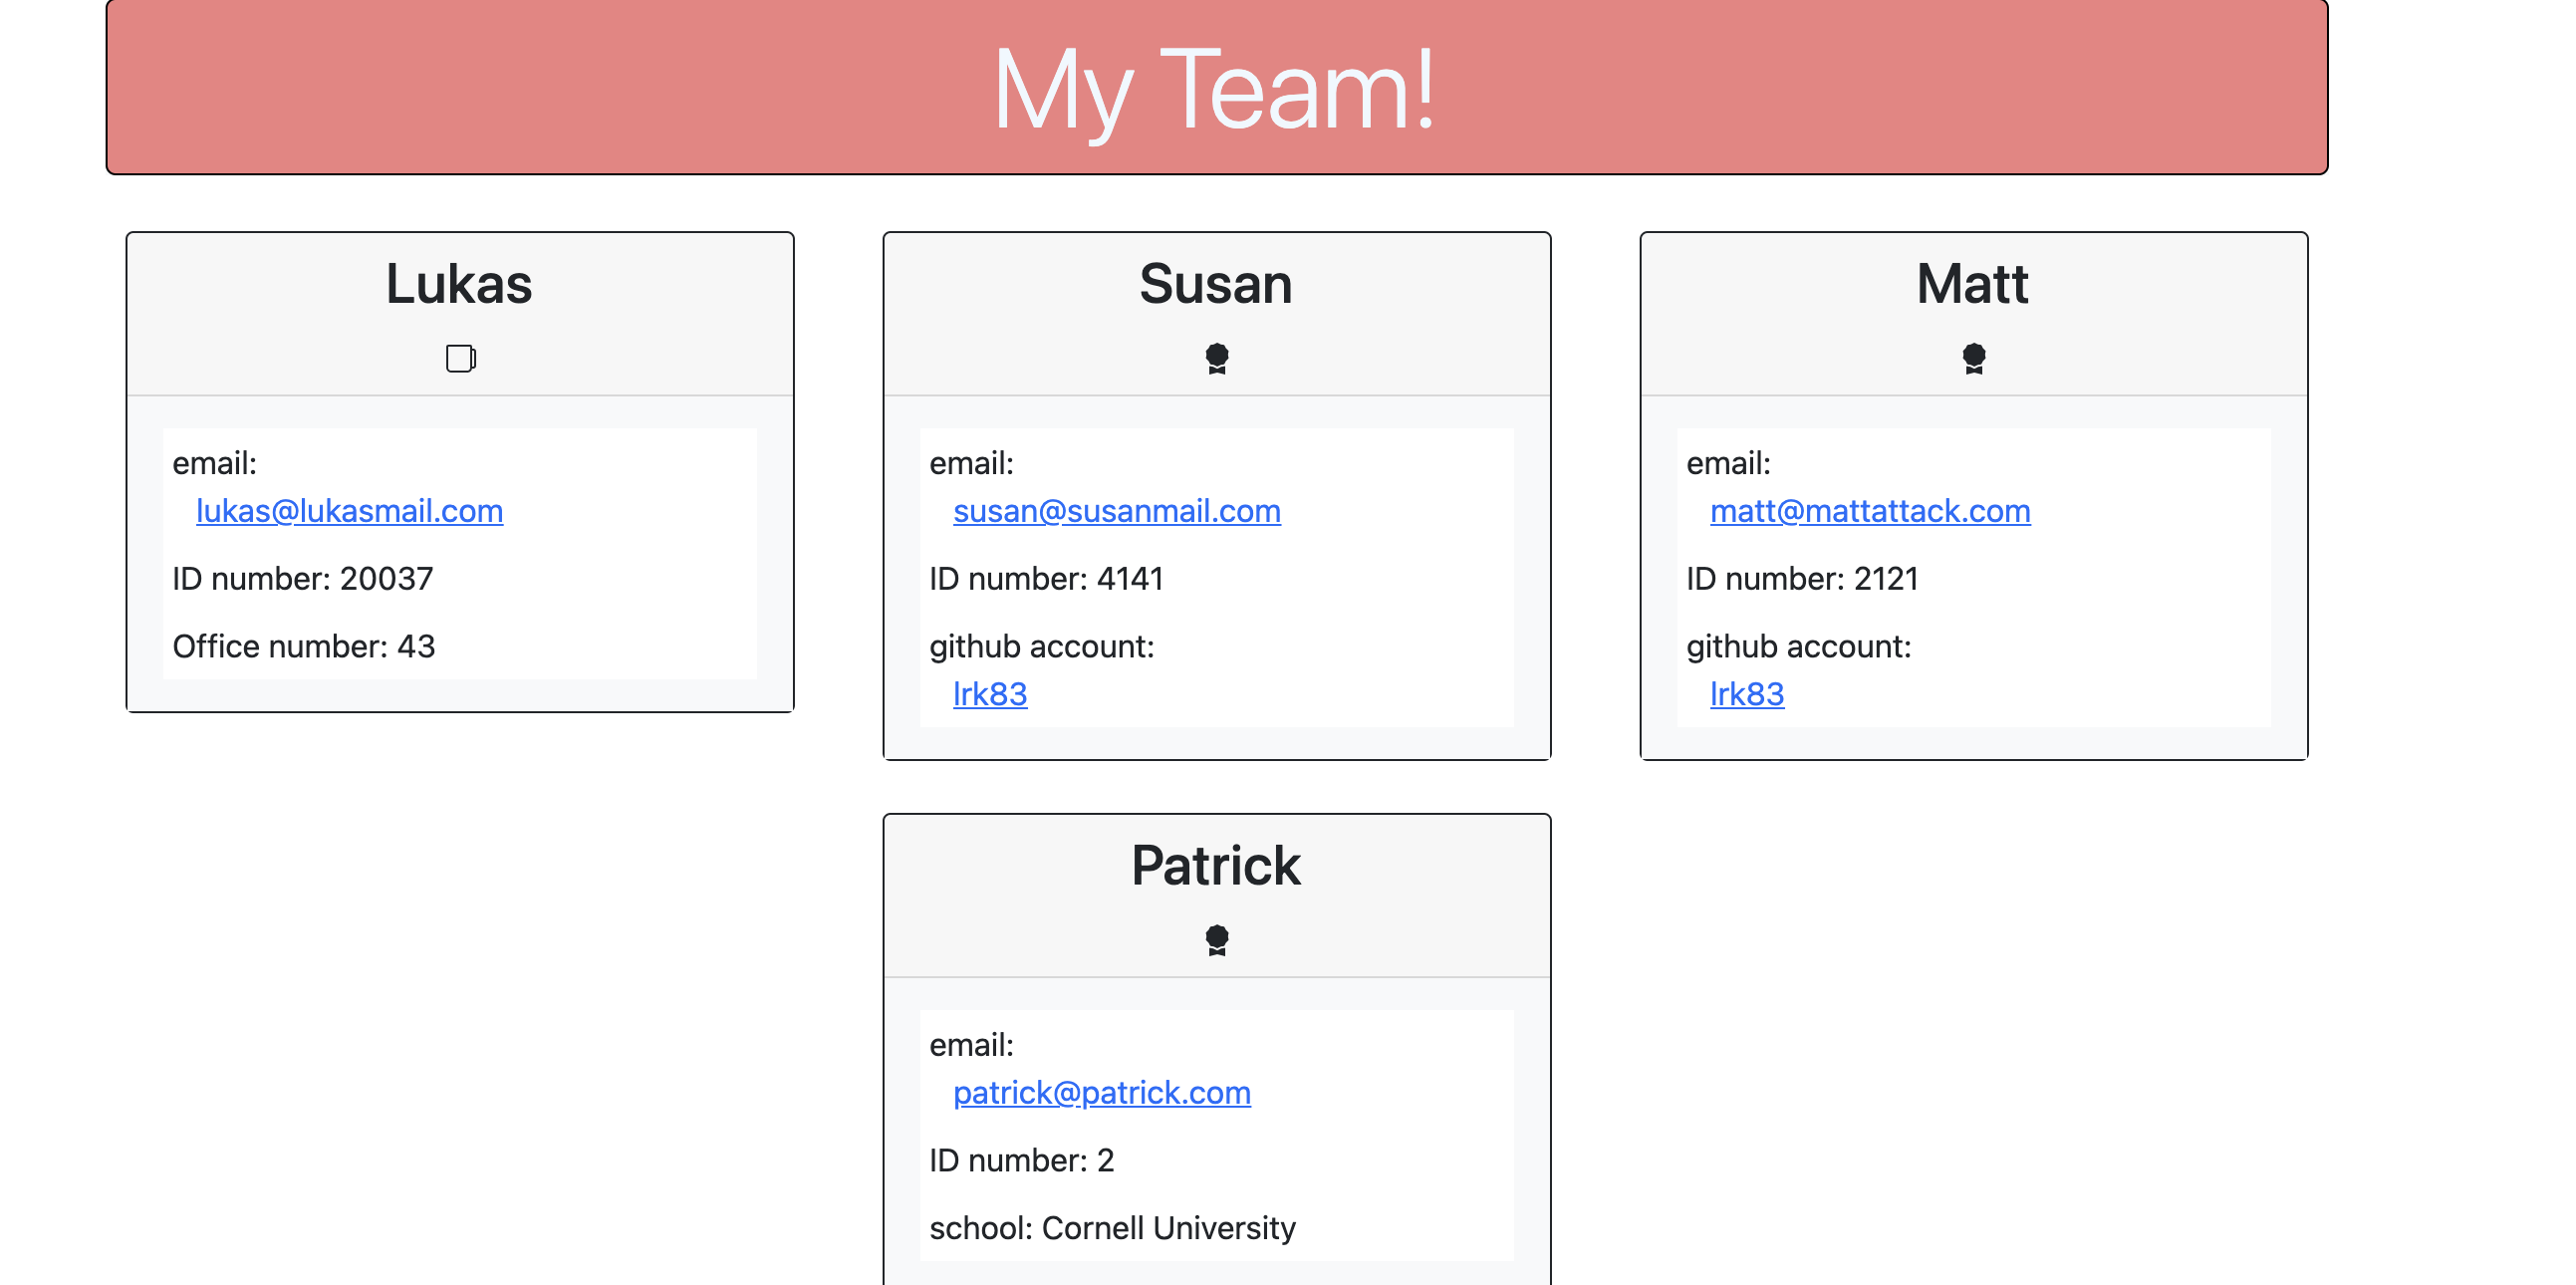 My Team!
Lukas
email:
lukas@lukasmail.com
ID number: 20037
Office number: 43
Susan
email:
susan@susanmail.com
ID number: 4141
github account:
lrk83
Matt
email:
matt@mattattack.com
ID number: 2121
github account:
lrk83
Patrick
email:
patrick@patrick.com
ID number: 2
school: Cornell University